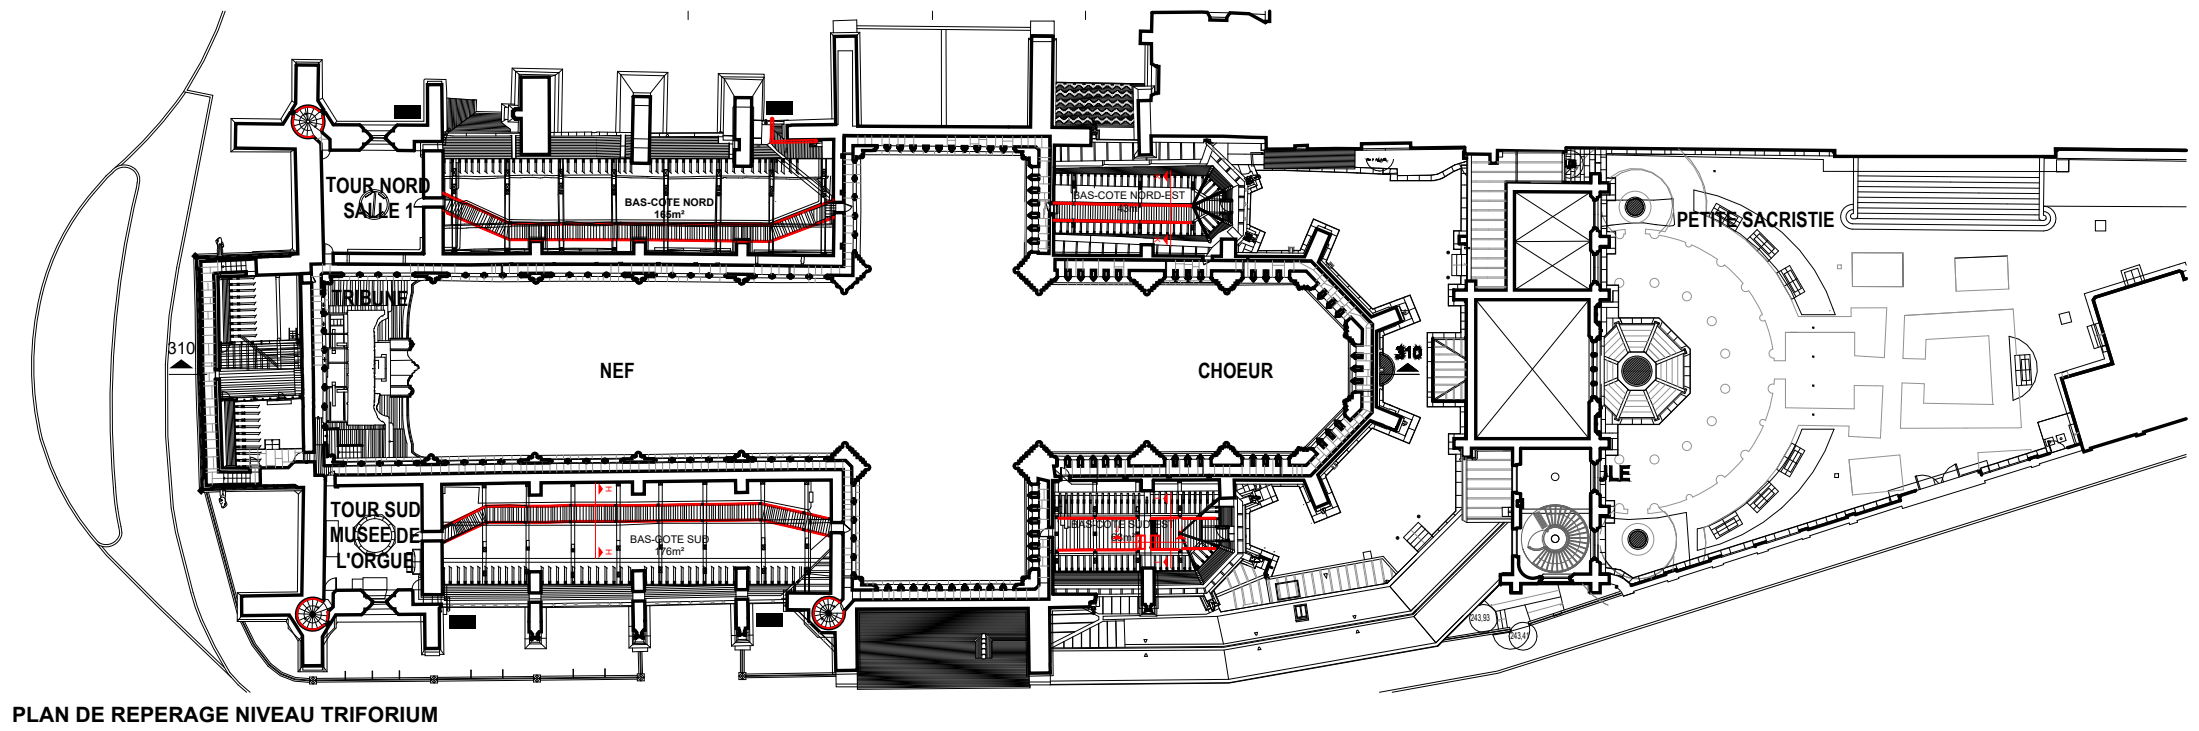 TOUR NORD
SALLE 1
BAS-COTE NORD
165m²
BAS-COTE NORD-EST
43m²
PETITE SACRISTIE
TRIBUNE
310
310
NEF
CHOEUR
TOUR SUD
MUSEE DE
L'ORGUE
BAS-COTE SUD
176m²
H
H
BAS-COTE SUD-EST
243,93
243,41
PLAN DE REPERAGE NIVEAU TRIFORIUM